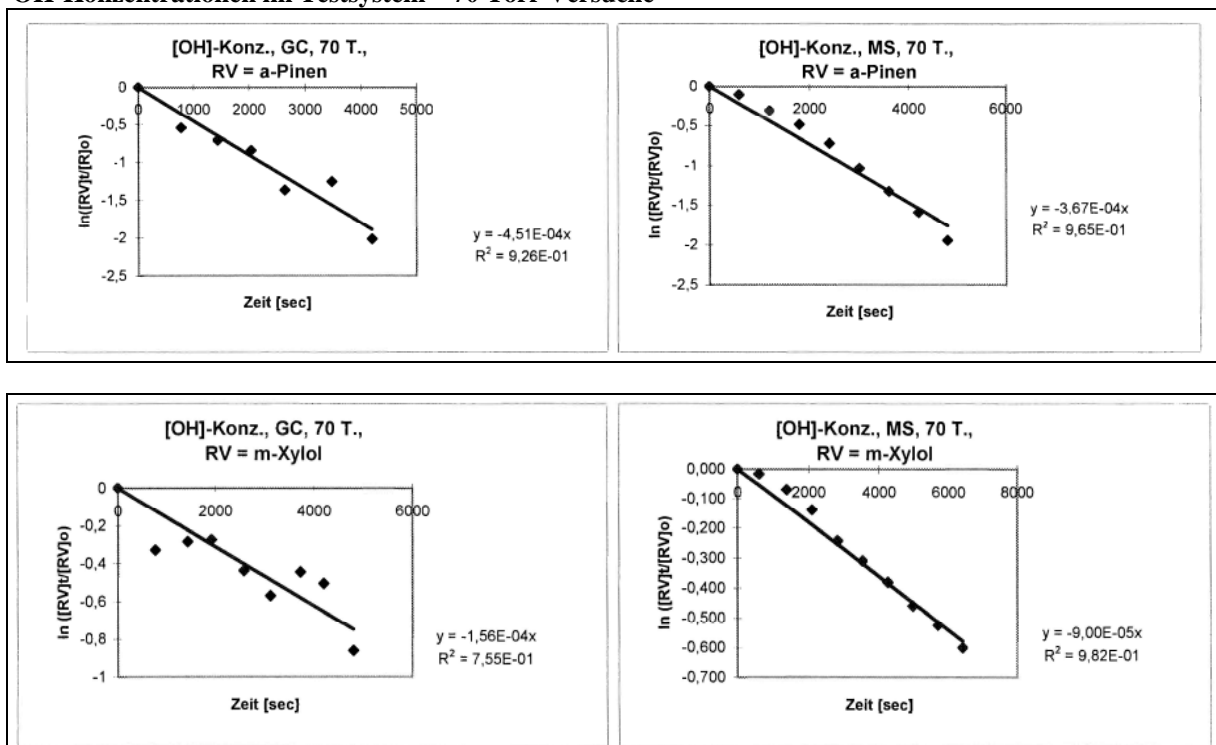 OH-Konzentrationen im Testsystem – 70 Torr Versuche
[OH]-Konz., GC, 70 T.,
RV = a-Pinen
0
-0,5
-1
-1,5
-2
-2,5
0 1000 2000 3000 4000 5000
ln([RV]t/[R]o)
Zeit [sec]
y = -4,51E-04x
R² = 9,26E-01
[OH]-Konz., MS, 70 T.,
RV = a-Pinen
0
-0,5
-1
-1,5
-2
-2,5
0 2000 4000 6000
ln ([RV]t/[RV]o)
Zeit [sec]
y = -3,67E-04x
R² = 9,65E-01
[OH]-Konz., GC, 70 T.,
RV = m-Xylol
0
-0,2
-0,4
-0,6
-0,8
-1
0 2000 4000 6000
ln ([RV]t/[RV]o)
Zeit [sec]
y = -1,56E-04x
R² = 7,55E-01
[OH]-Konz., MS, 70 T.,
RV = m-Xylol
0,000
-0,100
-0,200
-0,300
-0,400
-0,500
-0,600
-0,700
0 2000 4000 6000 8000
ln ([RV]t/[RV]o)
Zeit [sec]
y = -9,00E-05x
R² = 9,82E-01